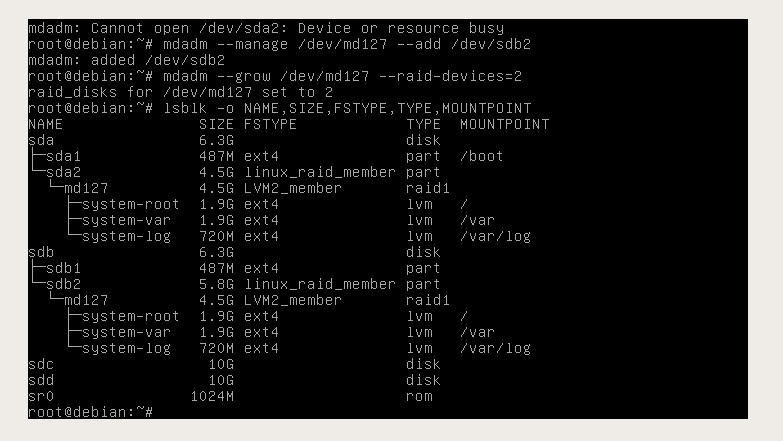 mdadm: Cannot open /dev/sda2: Device or resource busy
root@debian:~# mdadm --manage /dev/md127 --add /dev/sdb2
mdadm: added /dev/sdb2
root@debian:~# mdadm --grow /dev/md127 --raid-devices=2
raid_disks for /dev/md127 set to 2
root@debian:~# lsblk -o NAME,SIZE,FSTYPE,TYPE,MOUNTPOINT
NAME                SIZE FSTYPE            TYPE  MOUNTPOINT
sda                 6.3G                   disk
├─sda1              487M ext4              part  /boot
└─sda2              4.5G linux_raid_member part
  └─md127           4.5G LVM2_member       raid1
    ├─system-root   1.9G ext4              lvm   /
    ├─system-var    1.9G ext4              lvm   /var
    └─system-log    720M ext4              lvm   /var/log
sdb                 6.3G                   disk
├─sdb1              487M ext4              part
└─sdb2              5.8G linux_raid_member part
  └─md127           4.5G LVM2_member       raid1
    ├─system-root   1.9G ext4              lvm   /
    ├─system-var    1.9G ext4              lvm   /var
    └─system-log    720M ext4              lvm   /var/log
sdc                  10G                   disk
sdd                  10G                   disk
sr0                1024M                   rom
root@debian:~#